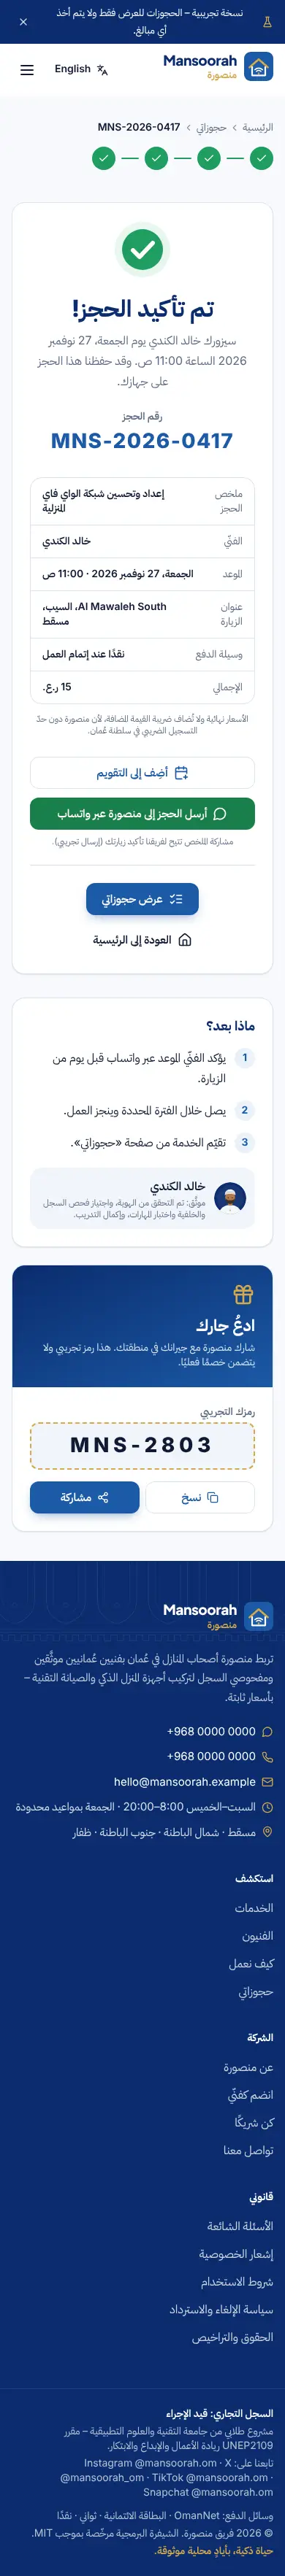 نسخة تجريبية – الحجوزات للعرض فقط ولا يتم أخذ
أي مبالغ.
Mansoorah
منصورة
English
الرئيسية › حجوزاتي › MNS-2026-0417
تم تأكيد الحجز!
سيزورك خالد الكندي يوم الجمعة، 27 نوفمبر
2026 الساعة 11:00 ص. وقد حفظنا هذا الحجز
على جهازك.
رقم الحجز
MNS-2026-0417
ملخص الحجز
إعداد وتحسين شبكة الواي فاي
المنزلية
الفنّي
خالد الكندي
الموعد
الجمعة، 27 نوفمبر 2026 · 11:00 ص
عنوان الزيارة
Al Mawaleh South، السيب،
مسقط
وسيلة الدفع
نقدًا عند إتمام العمل
الإجمالي
15 ر.ع.
الأسعار نهائية ولا تُضاف ضريبة القيمة المضافة، لأن منصورة دون حدّ
التسجيل الضريبي في سلطنة عُمان.
أضِف إلى التقويم
أرسل الحجز إلى منصورة عبر واتساب
مشاركة الملخص تتيح لفريقنا تأكيد زيارتك (إرسال تجريبي).
عرض حجوزاتي
العودة إلى الرئيسية
ماذا بعد؟
1 يؤكد الفنّي الموعد عبر واتساب قبل يوم من
الزيارة.
2 يصل خلال الفترة المحددة وينجز العمل.
3 تقيّم الخدمة من صفحة «حجوزاتي».
خالد الكندي
موثَّق: تم التحقق من الهوية، واجتياز فحص السجل
والخلفية واختبار المهارات، وإكمال التدريب.
ادعُ جارك
شارك منصورة مع جيرانك في منطقتك. هذا رمز تجريبي ولا
يتضمن خصمًا فعليًا.
رمزك التجريبي
MNS-2803
نسخ
مشاركة
Mansoorah
منصورة
تربط منصورة أصحاب المنازل في عُمان بفنيين عُمانيين موثَّقين
ومفحوصي السجل لتركيب أجهزة المنزل الذكي والصيانة التقنية –
بأسعار ثابتة.
+968 0000 0000
+968 0000 0000
hello@mansoorah.example
السبت–الخميس 8:00–20:00 · الجمعة بمواعيد محدودة
مسقط · شمال الباطنة · جنوب الباطنة · ظفار
استكشف
الخدمات
الفنيون
كيف نعمل
حجوزاتي
الشركة
عن منصورة
انضم كفنّي
كن شريكًا
تواصل معنا
قانوني
الأسئلة الشائعة
إشعار الخصوصية
شروط الاستخدام
سياسة الإلغاء والاسترداد
الحقوق والتراخيص
السجل التجاري: قيد الإجراء
مشروع طلابي من جامعة التقنية والعلوم التطبيقية – مقرر
UNEP2109 ريادة الأعمال والإبداع والابتكار.
تابعنا على: Instagram @mansoorah.om · X
@mansoorah_om · TikTok @mansoorah.om ·
Snapchat @mansoorah.om
وسائل الدفع: OmanNet · البطاقة الائتمانية · ثواني · نقدًا
© 2026 فريق منصورة. الشيفرة البرمجية مرخّصة بموجب MIT.
حياة ذكية، بأيادٍ محلية موثوقة.